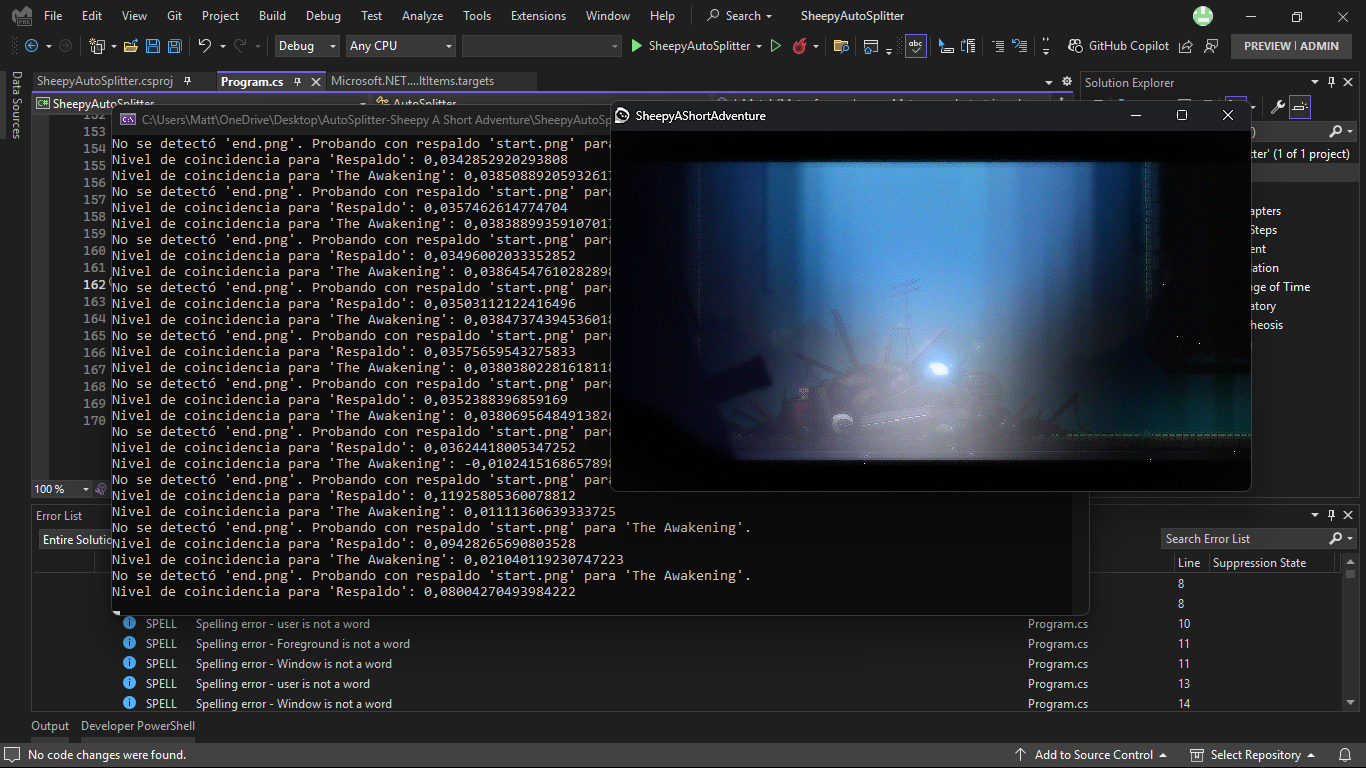 File Edit View Git Project Build Debug Test Analyze Tools Extensions Window Help Search SheepyAutoSplitter
Debug Any CPU SheepyAutoSplitter GitHub Copilot PREVIEW | ADMIN
Data Sources
SheepyAutoSplitter.csproj Program.cs Microsoft.NET....ItItems.targets
SheepyAutoSplitter AutoSplitter
Solution Explorer
C:\Users\Matt\OneDrive\Desktop\AutoSplitter-Sheepy A Short Adventure\SheepyAutoSp
SheepyAShortAdventure
tter' (1 of 1 project)
apters
Steps
ent
ation
ge of Time
atory
heosis
152
153
154
155
156
157
158
159
160
161
162
163
164
165
166
167
168
169
170
No se detectó 'end.png'. Probando con respaldo 'start.png' para
Nivel de coincidencia para 'Respaldo': 0,0342852920293808
Nivel de coincidencia para 'The Awakening': 0,0385088920593261
No se detectó 'end.png'. Probando con respaldo 'start.png' para
Nivel de coincidencia para 'Respaldo': 0,0357462614774704
Nivel de coincidencia para 'The Awakening': 0,0383889935910701
No se detectó 'end.png'. Probando con respaldo 'start.png' para
Nivel de coincidencia para 'Respaldo': 0,03496002033352852
Nivel de coincidencia para 'The Awakening': 0,03864547610282898
No se detectó 'end.png'. Probando con respaldo 'start.png' para
Nivel de coincidencia para 'Respaldo': 0,03503112122416496
Nivel de coincidencia para 'The Awakening': 0,03847374394536018
No se detectó 'end.png'. Probando con respaldo 'start.png' para
Nivel de coincidencia para 'Respaldo': 0,03575659543275833
Nivel de coincidencia para 'The Awakening': 0,03803802281618118
No se detectó 'end.png'. Probando con respaldo 'start.png' para
Nivel de coincidencia para 'Respaldo': 0,0352388396859169
Nivel de coincidencia para 'The Awakening': 0,0380695648491382
No se detectó 'end.png'. Probando con respaldo 'start.png' para
Nivel de coincidencia para 'Respaldo': 0,03624418005347252
Nivel de coincidencia para 'The Awakening': -0,0102415168657898
No se detectó 'end.png'. Probando con respaldo 'start.png' para
Nivel de coincidencia para 'Respaldo': 0,11925805360078812
Nivel de coincidencia para 'The Awakening': 0,01111360639333725
No se detectó 'end.png'. Probando con respaldo 'start.png' para 'The Awakening'.
Nivel de coincidencia para 'Respaldo': 0,09428265690803528
Nivel de coincidencia para 'The Awakening': 0,021040119230747223
No se detectó 'end.png'. Probando con respaldo 'start.png' para 'The Awakening'.
Nivel de coincidencia para 'Respaldo': 0,08004270493984222
100 %
Error List
Entire Solutio
Search Error List
Line Suppression State
8
8
SPELL Spelling error - user is not a word Program.cs 10
SPELL Spelling error - Foreground is not a word Program.cs 11
SPELL Spelling error - Window is not a word Program.cs 11
SPELL Spelling error - user is not a word Program.cs 13
SPELL Spelling error - Window is not a word Program.cs 14
Output Developer PowerShell
No code changes were found. Add to Source Control Select Repository